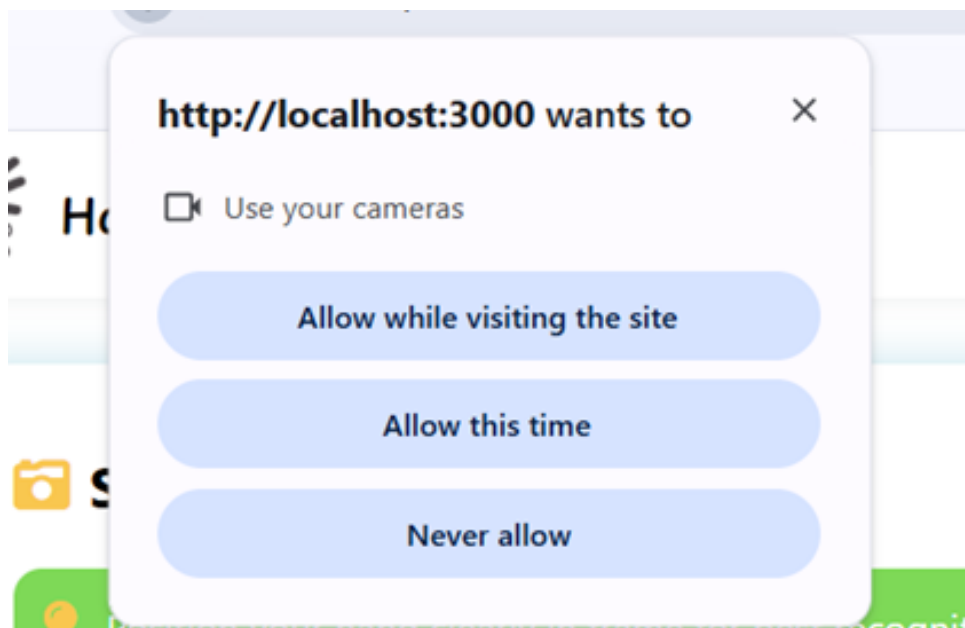 http://localhost:3000 wants to
Use your cameras
Allow while visiting the site
Allow this time
Never allow